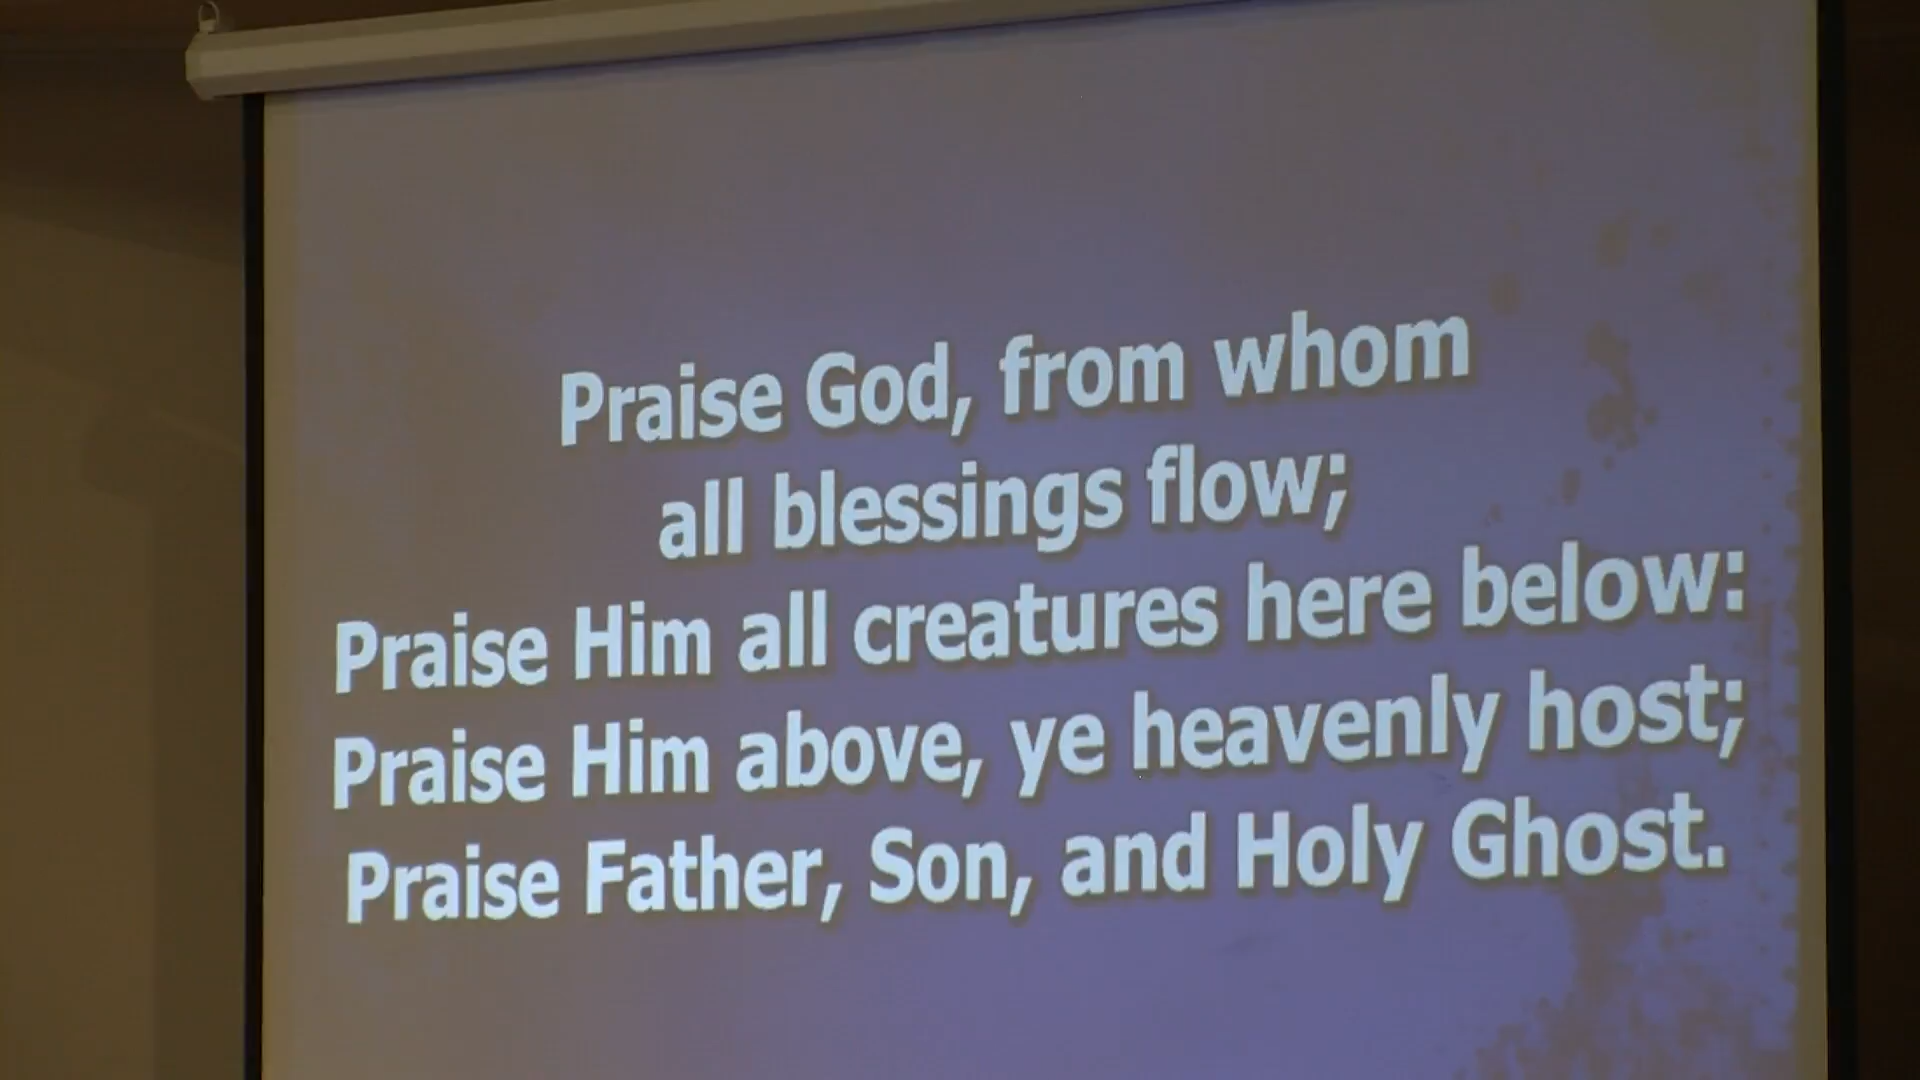 Praise God, from whom
all blessings flow;
Praise Him all creatures here below:
Praise Him above, ye heavenly host;
Praise Father, Son, and Holy Ghost.